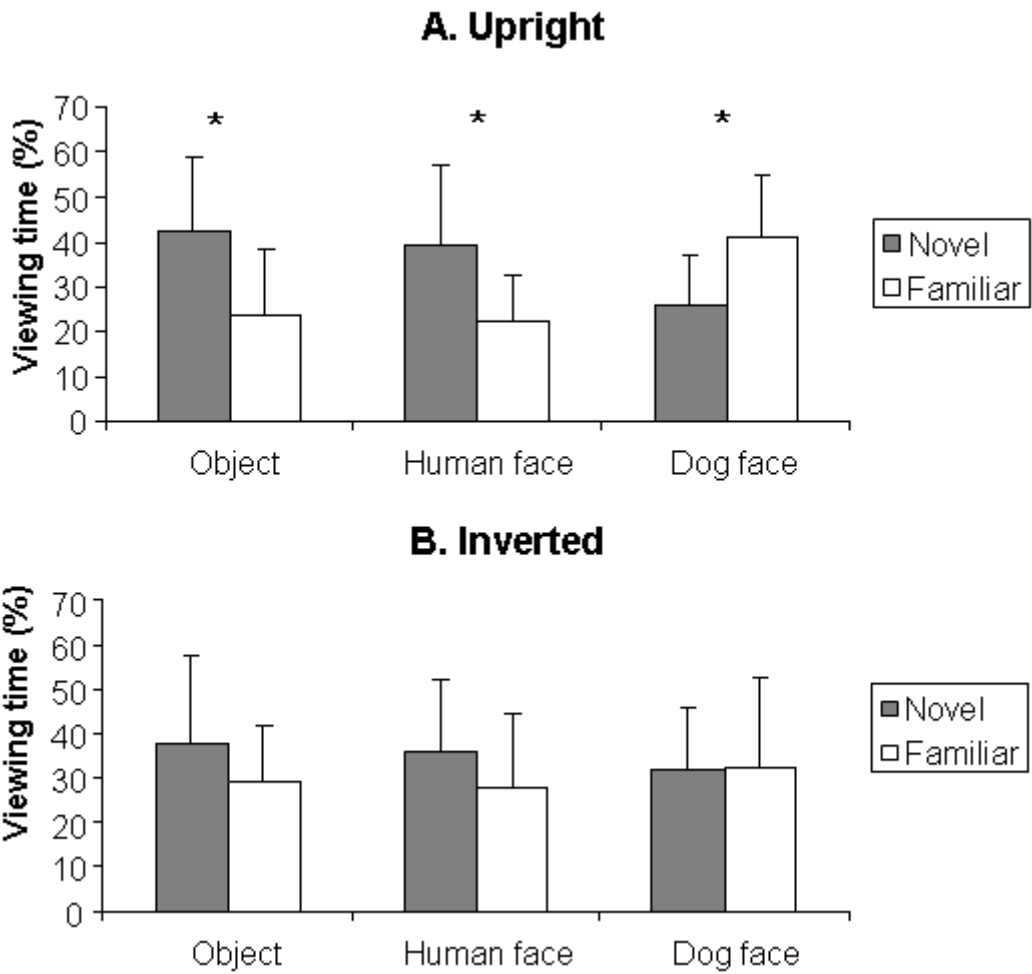 A. Upright
Viewing time (%)
70
60
50
40
30
20
10
0
* * *
Object Human face Dog face
Novel
Familiar
B. Inverted
Viewing time (%)
70
60
50
40
30
20
10
0
Object Human face Dog face
Novel
Familiar